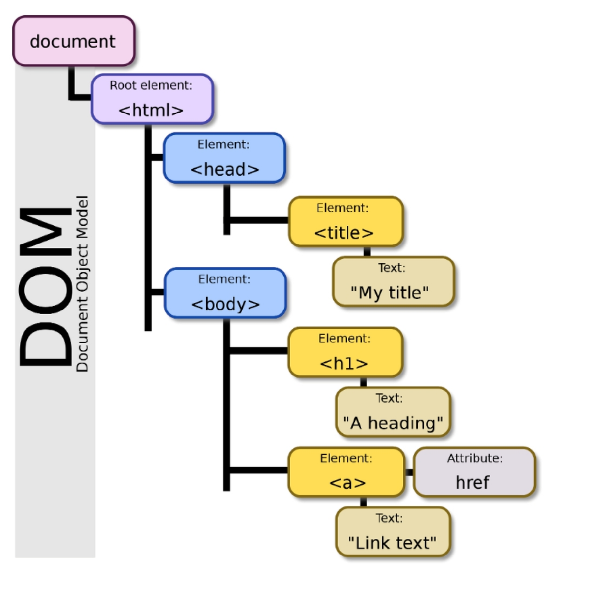 document
Root element:
<html>
Element:
<head>
Element:
<title>
Text:
"My title"
Element:
<body>
Element:
<h1>
Text:
"A heading"
Element:
<a>
Attribute:
href
Text:
"Link text"
DOM
Document Object Model